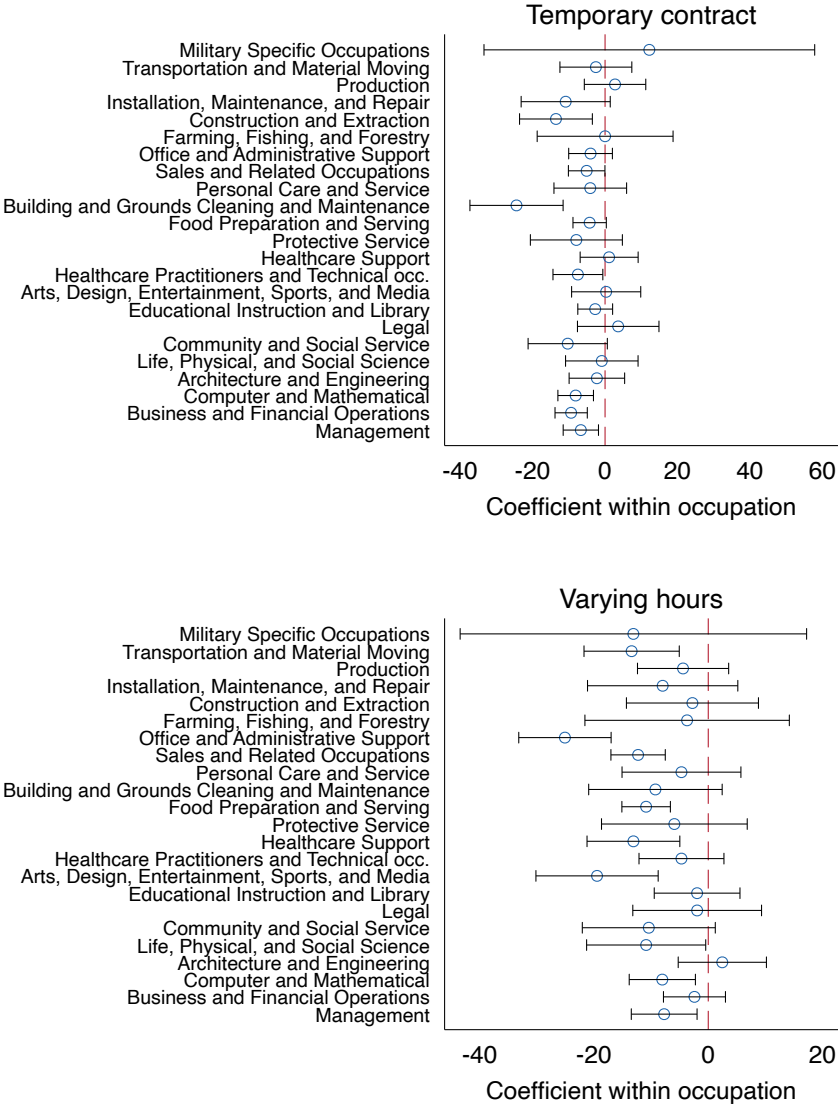 Temporary contract
Military Specific Occupations
Transportation and Material Moving
Production
Installation, Maintenance, and Repair
Construction and Extraction
Farming, Fishing, and Forestry
Office and Administrative Support
Sales and Related Occupations
Personal Care and Service
Building and Grounds Cleaning and Maintenance
Food Preparation and Serving
Protective Service
Healthcare Support
Healthcare Practitioners and Technical occ.
Arts, Design, Entertainment, Sports, and Media
Educational Instruction and Library
Legal
Community and Social Service
Life, Physical, and Social Science
Architecture and Engineering
Computer and Mathematical
Business and Financial Operations
Management
-40 -20 0 20 40 60
Coefficient within occupation
Varying hours
Military Specific Occupations
Transportation and Material Moving
Production
Installation, Maintenance, and Repair
Construction and Extraction
Farming, Fishing, and Forestry
Office and Administrative Support
Sales and Related Occupations
Personal Care and Service
Building and Grounds Cleaning and Maintenance
Food Preparation and Serving
Protective Service
Healthcare Support
Healthcare Practitioners and Technical occ.
Arts, Design, Entertainment, Sports, and Media
Educational Instruction and Library
Legal
Community and Social Service
Life, Physical, and Social Science
Architecture and Engineering
Computer and Mathematical
Business and Financial Operations
Management
-40 -20 0 20
Coefficient within occupation